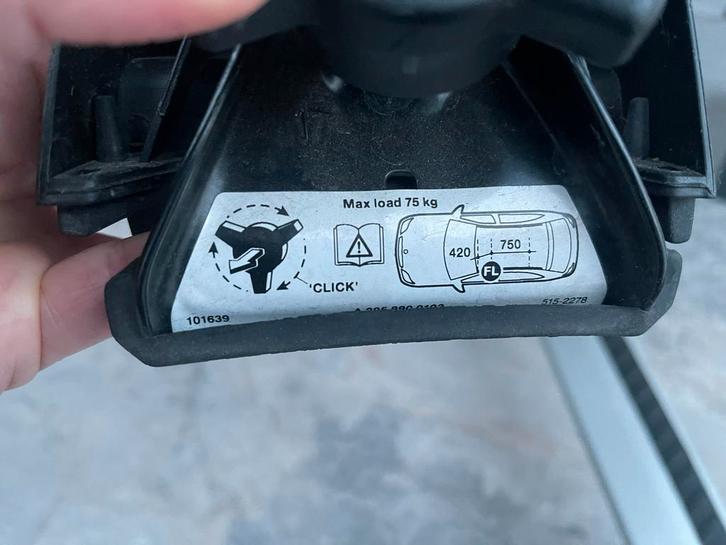 Max load 75 kg
'CLICK'
420
750
FL
101639
515-2278